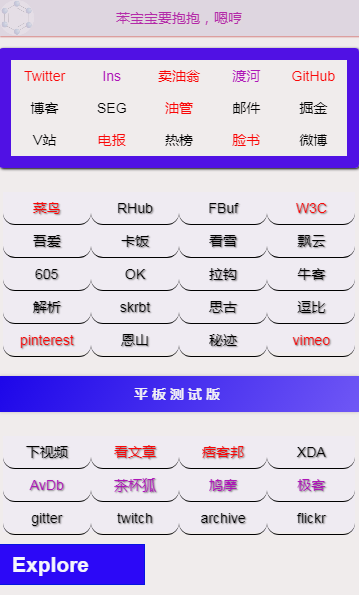 苯宝宝要抱抱，嗯哼
Twitter Ins 卖油翁 渡河 GitHub
博客 SEG 油管 邮件 掘金
V站 电报 热榜 脸书 微博
菜鸟 RHub FBuf W3C
吾爱 卡饭 看雪 飘云
605 OK 拉钩 牛客
解析 skrbt 思古 逗比
pinterest 恩山 秘迹 vimeo
平板测试版
下视频 看文章 痞客邦 XDA
AvDb 茶杯狐 鸠摩 极客
gitter twitch archive flickr
Explore